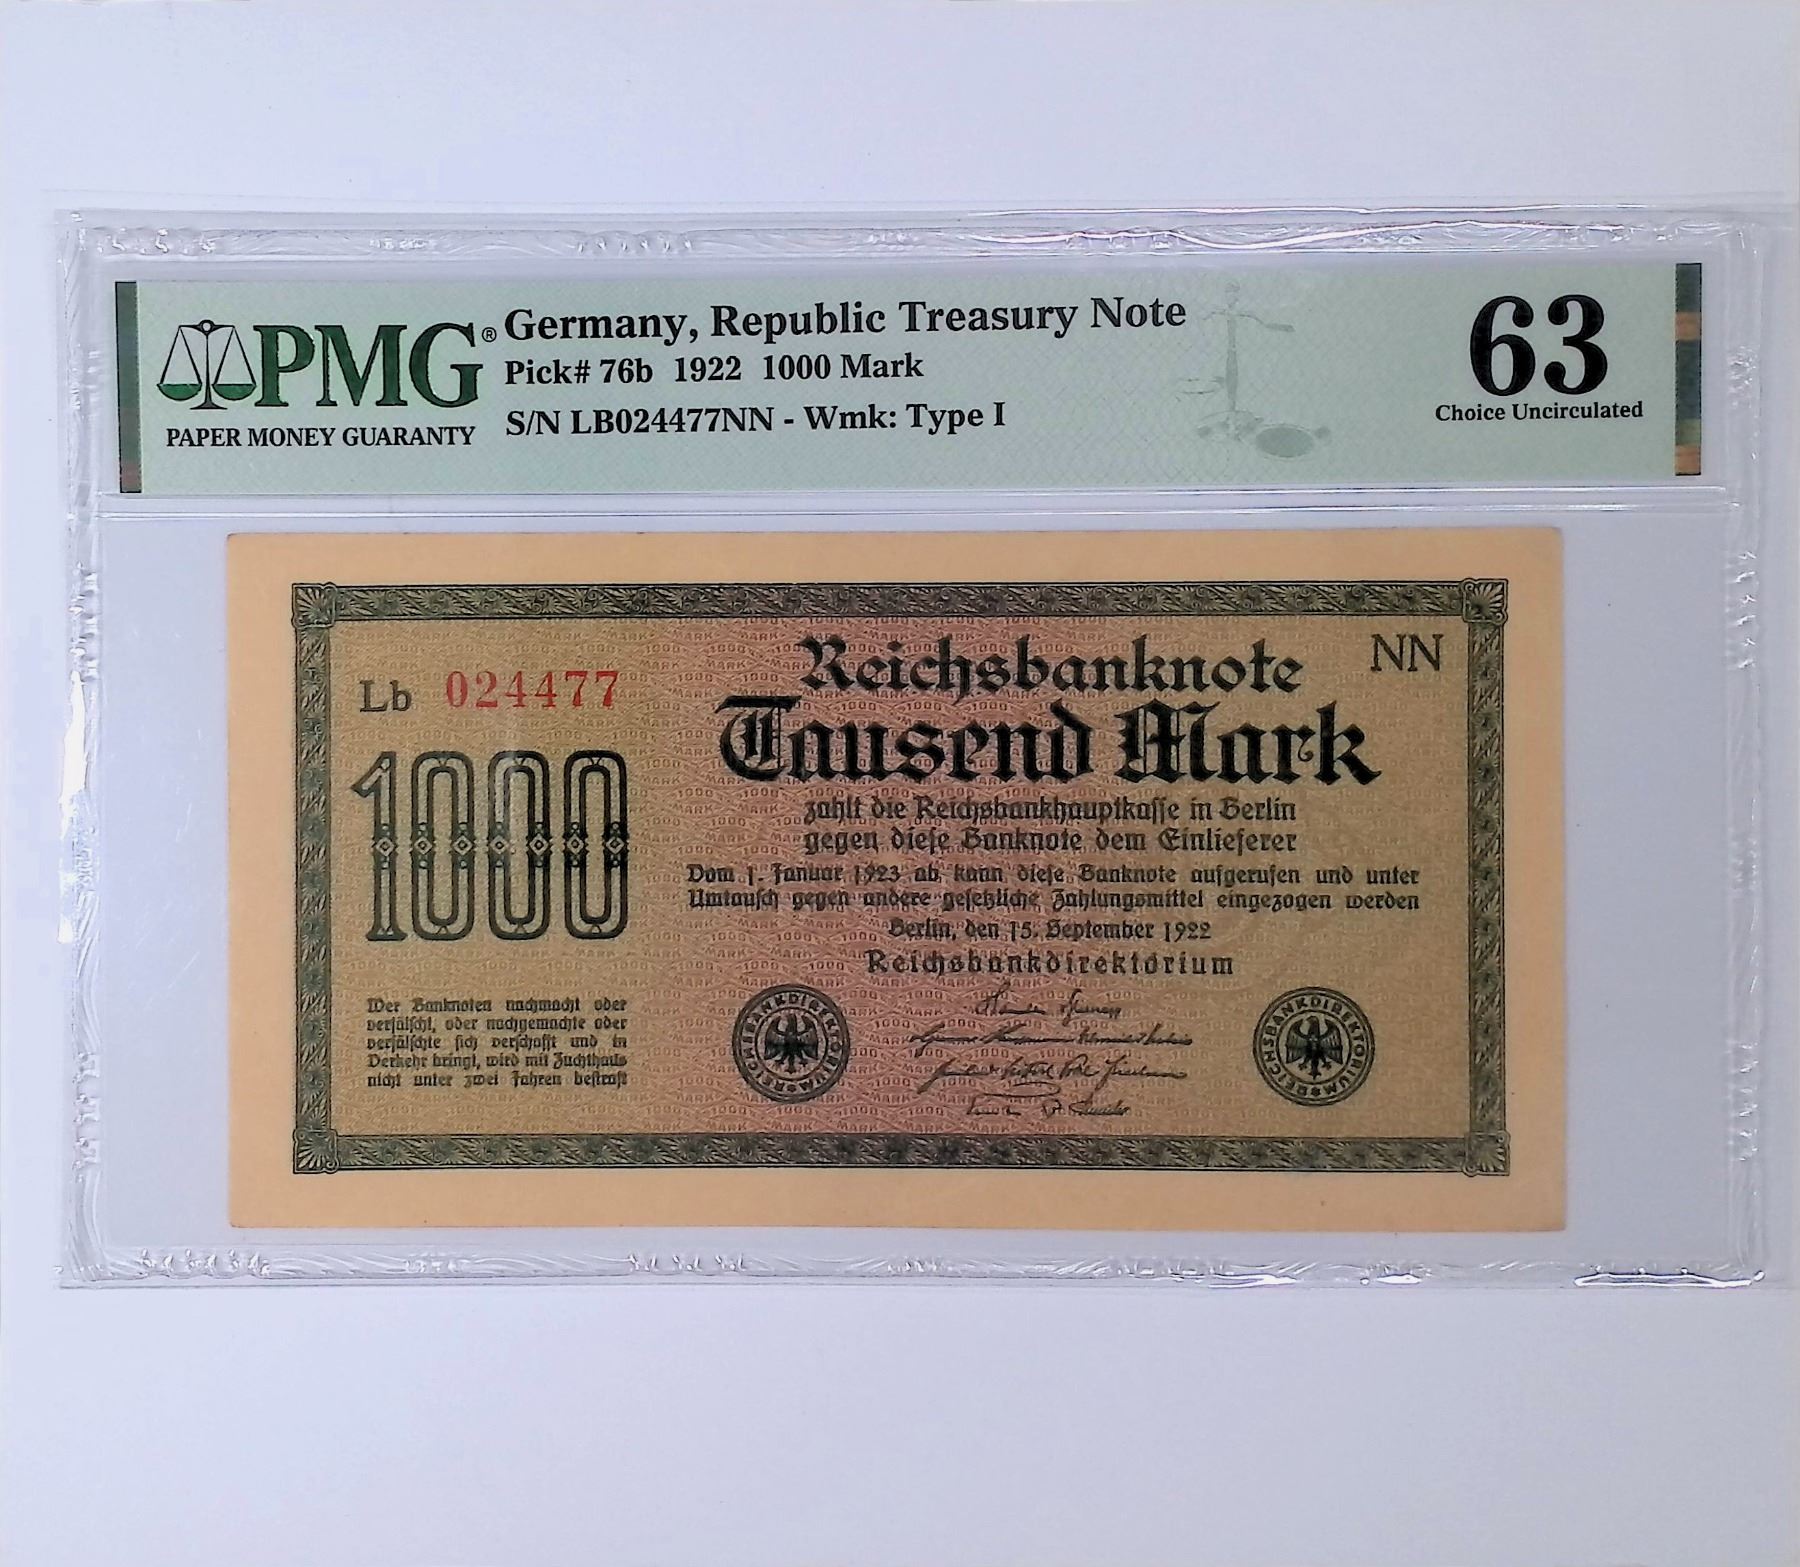 PMG®
PAPER MONEY GUARANTY
Germany, Republic Treasury Note
Pick# 76b 1922 1000 Mark
S/N LB024477NN - Wmk: Type I
63
Choice Uncirculated
Reichsbanknote
NN
Lb 024477
Tausend Mark
1000
zahlt die Reichsbankhauptkasse in Berlin
gegen diese Banknote dem Einlieferer
Vom 1. Januar 1923 ab kann diese Banknote aufgerufen und unter
Umtausch gegen andere gesetzliche Zahlungsmittel eingezogen werden
Berlin, den 15. September 1922
Reichsbankdirektorium
Wer Banknoten nachmacht oder
verfälscht, oder nachgemachte oder
verfälschte sich verschafft und in
Verkehr bringt, wird mit Zuchthaus
nicht unter zwei Jahren bestraft
REICHSBANKDIREKTORIUM
REICHSBANKDIREKTORIUM